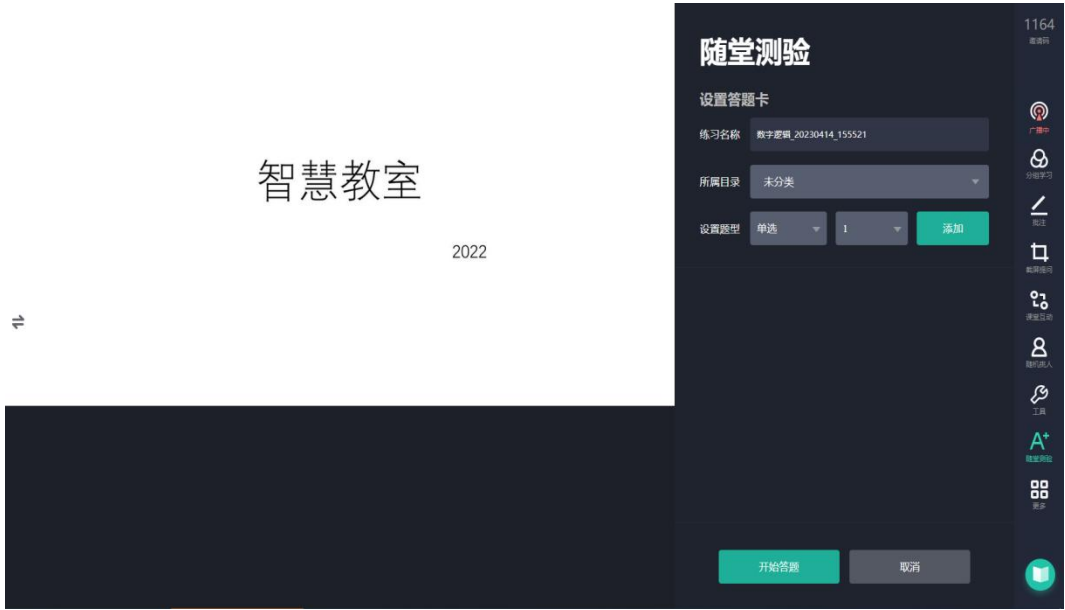 智慧教室
2022
随堂测验
设置答题卡
练习名称 数字逻辑_20230414_155521
所属目录 未分类
设置题型 单选 1 添加
开始答题 取消
1164
邀请码
广播中
分组学习
批注
截屏提问
课堂互动
随机挑人
工具
A+
随堂测验
更多